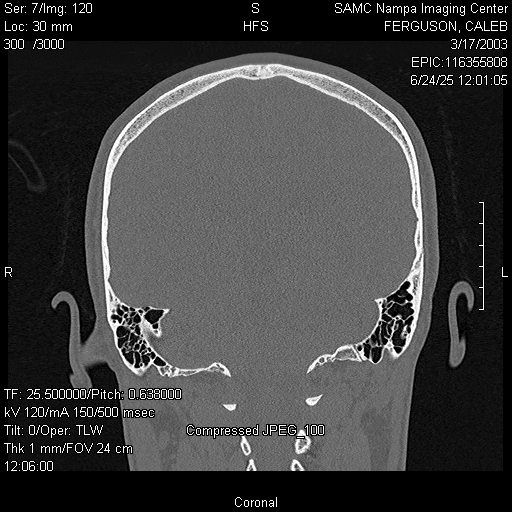 Ser: 7/Img: 120
S
SAMC Nampa Imaging Center
Loc: 30 mm
HFS
FERGUSON, CALEB
300 /3000
3/17/2003
EPIC:116355808
6/24/25 12:01:05
R
L
TF: 25.500000/Pitch: 0.638000
kV 120/mA 150/500 msec
Tilt: 0/Oper: TLW
Compressed JPEG_100
Thk 1 mm/FOV 24 cm
12:06:00
Coronal